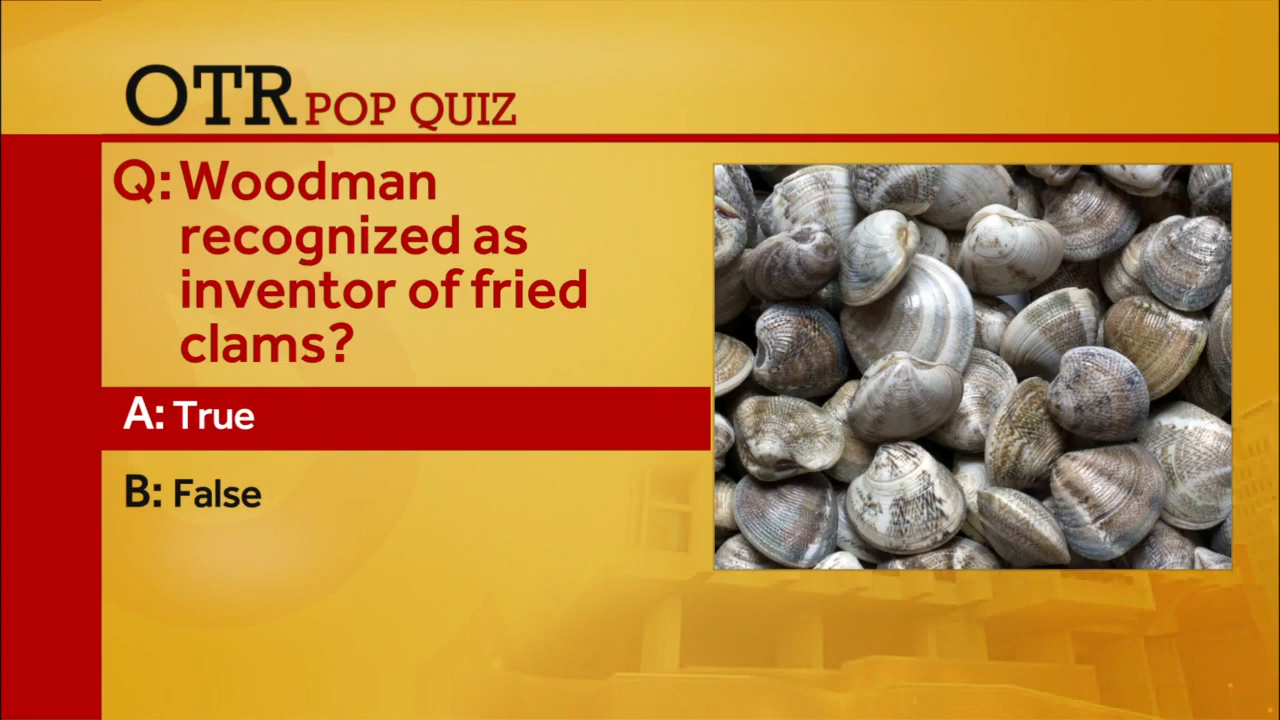 OTR POP QUIZ
Q: Woodman
recognized as
inventor of fried
clams?
A: True
B: False